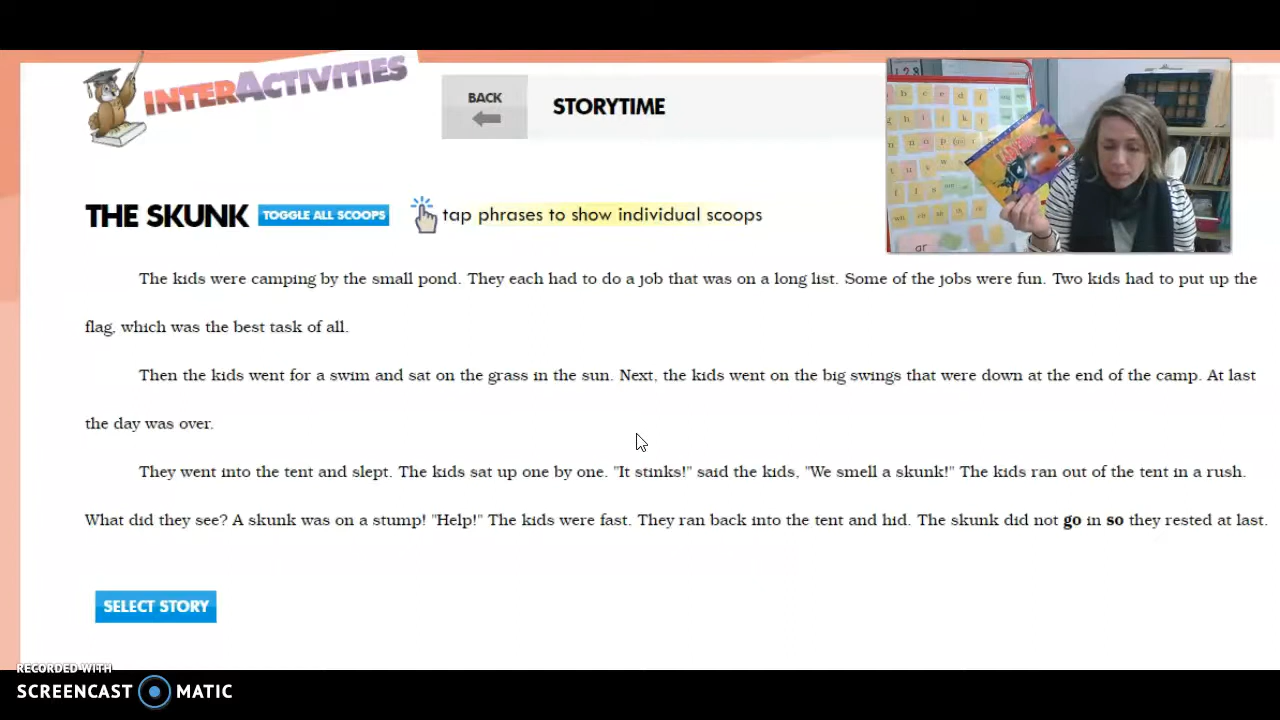 INTERACTIVITIES
BACK
STORYTIME
THE SKUNK
TOGGLE ALL SCOOPS
tap phrases to show individual scoops
The kids were camping by the small pond. They each had to do a job that was on a long list. Some of the jobs were fun. Two kids had to put up the
flag, which was the best task of all.
Then the kids went for a swim and sat on the grass in the sun. Next, the kids went on the big swings that were down at the end of the camp. At last
the day was over.
They went into the tent and slept. The kids sat up one by one. "It stinks!" said the kids, "We smell a skunk!" The kids ran out of the tent in a rush.
What did they see? A skunk was on a stump! "Help!" The kids were fast. They ran back into the tent and hid. The skunk did not go in so they rested at last.
SELECT STORY
RECORDED WITH
SCREENCAST MATIC
128
b c e d i
g h i j k j
n n o p
t u v w
ar